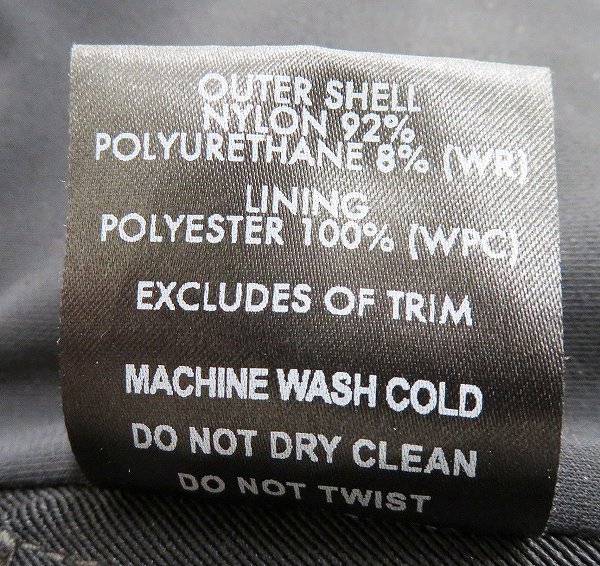 OUTER SHELL
NYLON 92%
POLYURETHANE 8% (WR)
LINING
POLYESTER 100% (WPC)
EXCLUDES OF TRIM
MACHINE WASH COLD
DO NOT DRY CLEAN
DO NOT TWIST